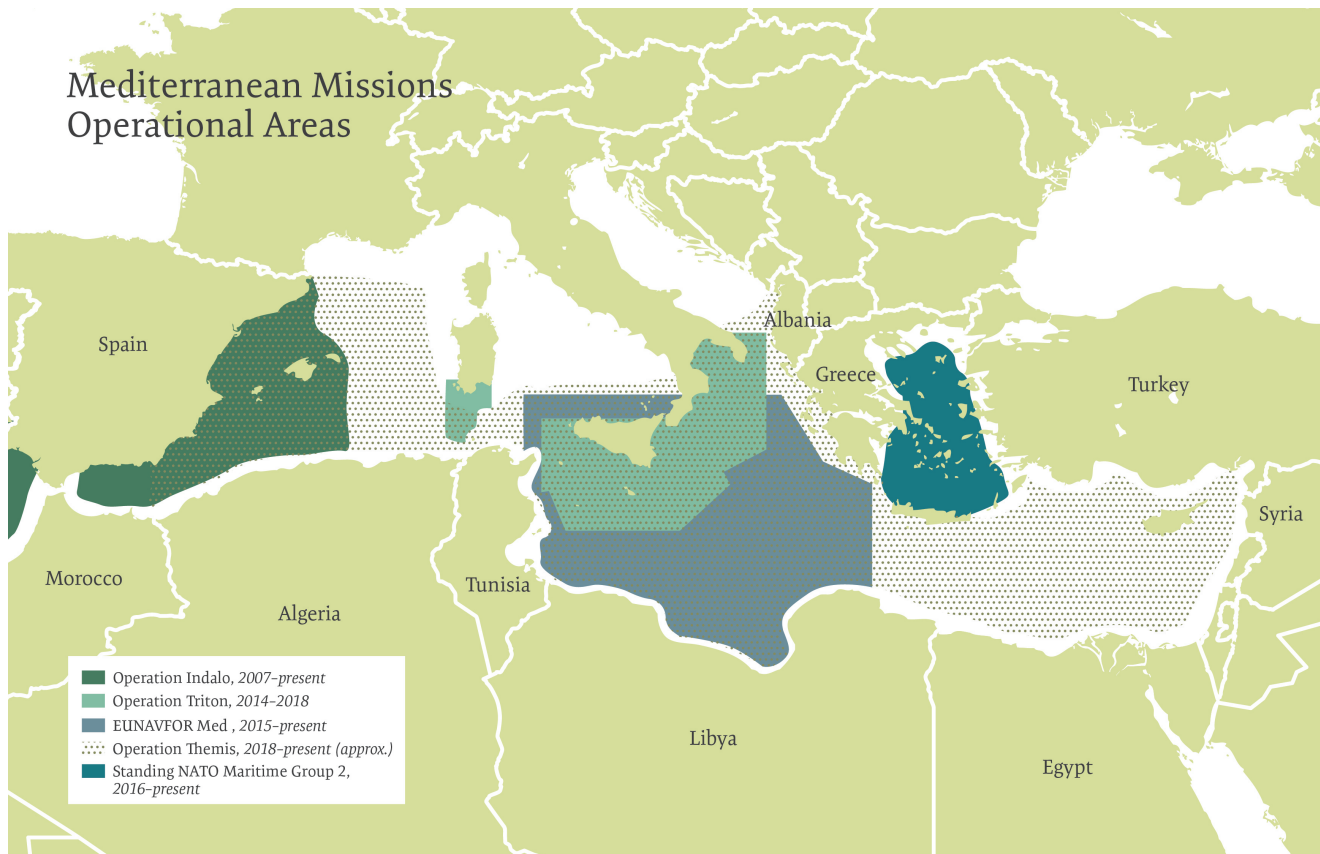 Mediterranean Missions
Operational Areas
Albania
Spain
Greece
Turkey
Syria
Morocco
Tunisia
Algeria
Operation Indalo, 2007–present
Operation Triton, 2014–2018
EUNAVFOR Med , 2015–present
Operation Themis, 2018–present (approx.)
Standing NATO Maritime Group 2,
2016–present
Libya
Egypt